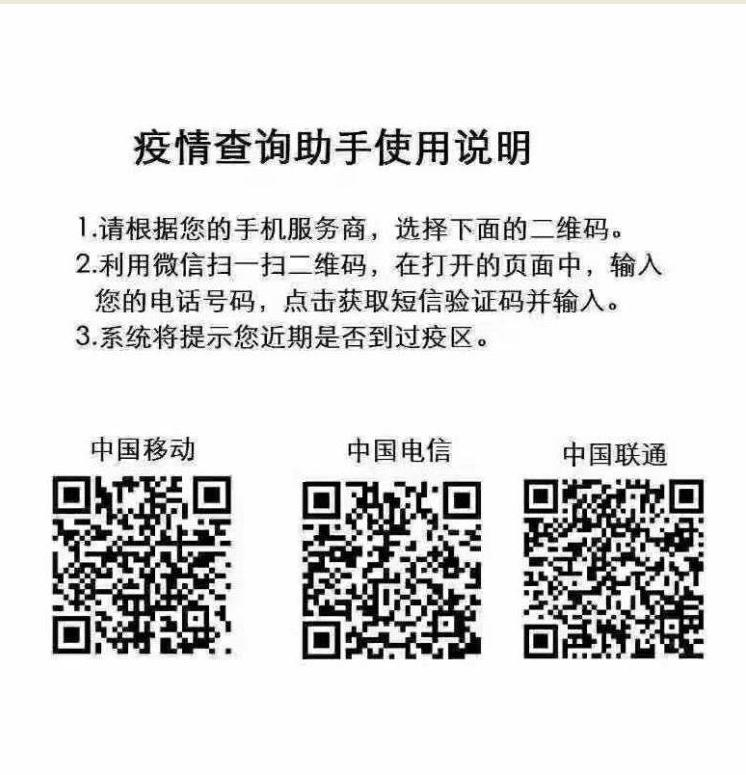 疫情查询助手使用说明
1.请根据您的手机服务商，选择下面的二维码。
2.利用微信扫一扫二维码，在打开的页面中，输入
您的电话号码，点击获取短信验证码并输入。
3.系统将提示您近期是否到过疫区。
中国移动
中国电信
中国联通